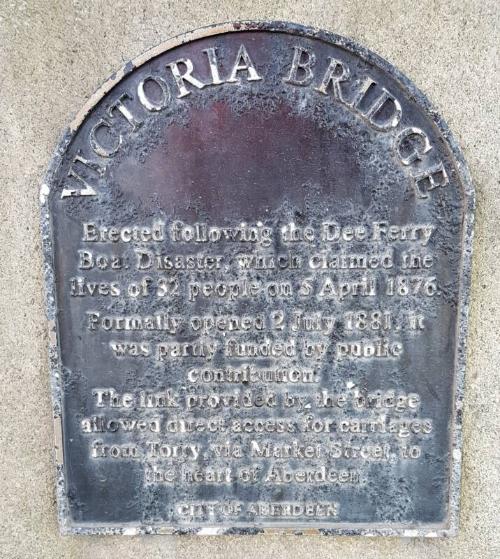 VICTORIA BRIDGE
Erected following the Dee Ferry
Boat Disaster, which claimed the
lives of 32 people on 5 April 1876.
Formally opened 2 July 1881, it
was partly funded by public
contribution.
The link provided by the bridge
allowed direct access for carriages
from Torry, via Market Street, to
the heart of Aberdeen
CITY OF ABERDEEN